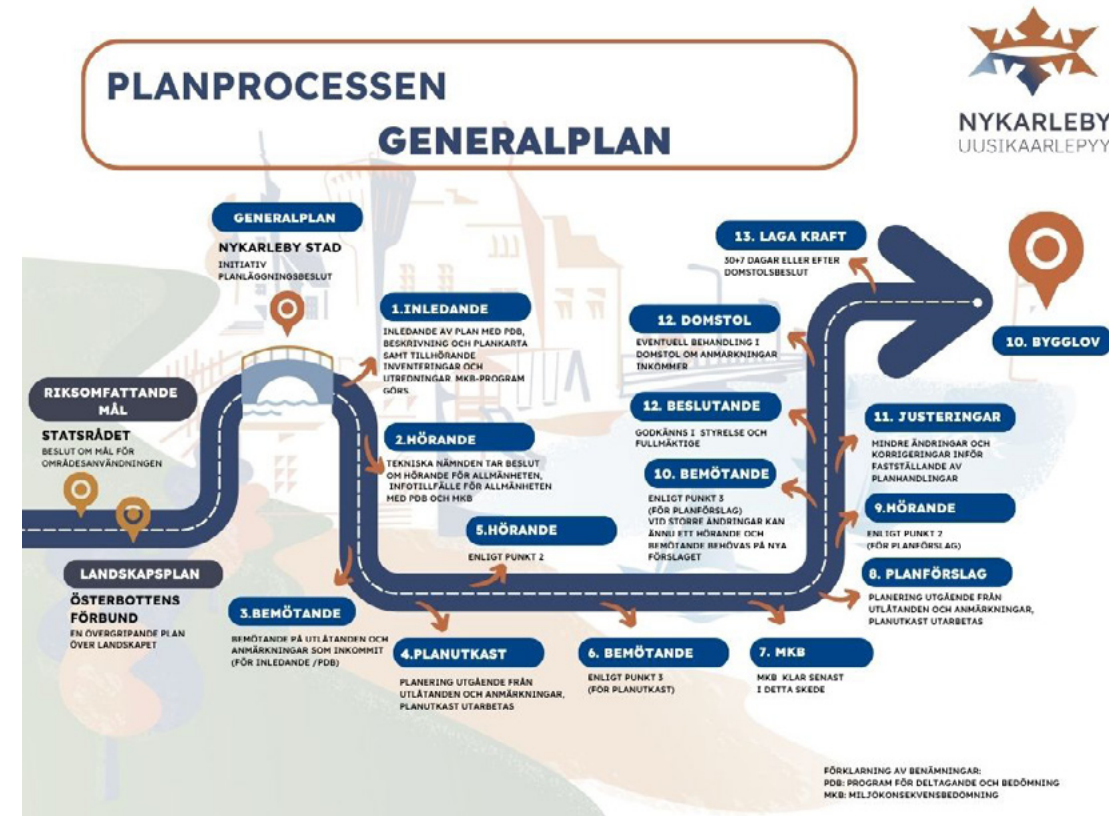 PLANPROCESSEN
GENERALPLAN
NYKARLEBY
UUSIKAARLEPYY
RIKSOMFATTANDE
MÅL
STATSRÅDET
BESLUT OM MÅL FÖR
OMRÅDESANVÄNDNINGEN
LANDSKAPSPLAN
ÖSTERBOTTENS
FÖRBUND
EN ÖVERGRIPANDE PLAN
ÖVER LANDSKAPET
GENERALPLAN
NYKARLEBY STAD
INITIATIV
PLANLÄGGNINGSBESLUT
1.INLEDANDE
INLEDANDE AV PLAN MED PDB,
BESKRIVNING OCH PLANKARTA
SAMT TILLHÖRANDE
INVENTERINGAR OCH
UTREDNINGAR. MKB-PROGRAM
GÖRS
2.HÖRANDE
TEKNISKA NÄMNDEN TAR BESLUT
OM HÖRANDE FÖR ALLMÄNHETEN,
INFOTILLFÄLLE FÖR ALLMÄNHETEN
MED PDB OCH MKB
3.BEMÖTANDE
BEMÖTANDE PÅ UTLÅTANDEN OCH
ANMÄRKNINGAR SOM INKOMMIT
(FÖR INLEDANDE /PDB)
4.PLANUTKAST
PLANERING UTGÅENDE FRÅN
UTLÅTANDEN OCH ANMÄRKNINGAR,
PLANUTKAST UTARBETAS
5.HÖRANDE
ENLIGT PUNKT 2
6. BEMÖTANDE
ENLIGT PUNKT 3
(FÖR PLANUTKAST)
7. MKB
MKB KLAR SENAST
I DETTA SKEDE
8. PLANFÖRSLAG
PLANERING UTGÅENDE FRÅN
UTLÅTANDEN OCH ANMÄRKNINGAR,
PLANUTKAST UTARBETAS
9.HÖRANDE
ENLIGT PUNKT 2
(FÖR PLANFÖRSLAG)
10. BEMÖTANDE
ENLIGT PUNKT 3
(FÖR PLANFÖRSLAG)
VID STÖRRE ÄNDRINGAR KAN
ÄNNU ETT HÖRANDE OCH
BEMÖTANDE BEHÖVAS PÅ NYA
FÖRSLAGET
11. JUSTERINGAR
MINDRE ÄNDRINGAR OCH
KORRIGERINGAR INFÖR
FASTSTÄLLANDE AV
PLANHANDLINGAR
12. BESLUTANDE
GODKÄNNS I STYRELSE OCH
FULLMÄKTIGE
12. DOMSTOL
EVENTUELL BEHANDLING I
DOMSTOL OM ANMÄRKNINGAR
INKOMMER
13. LAGA KRAFT
30+7 DAGAR ELLER EFTER
DOMSTOLSBESLUT
10. BYGGLOV
FÖRKLARNING AV BENÄMNINGAR:
PDB: PROGRAM FÖR DELTAGANDE OCH BEDÖMNING
MKB: MILJÖKONSEKVENSBEDÖMNING